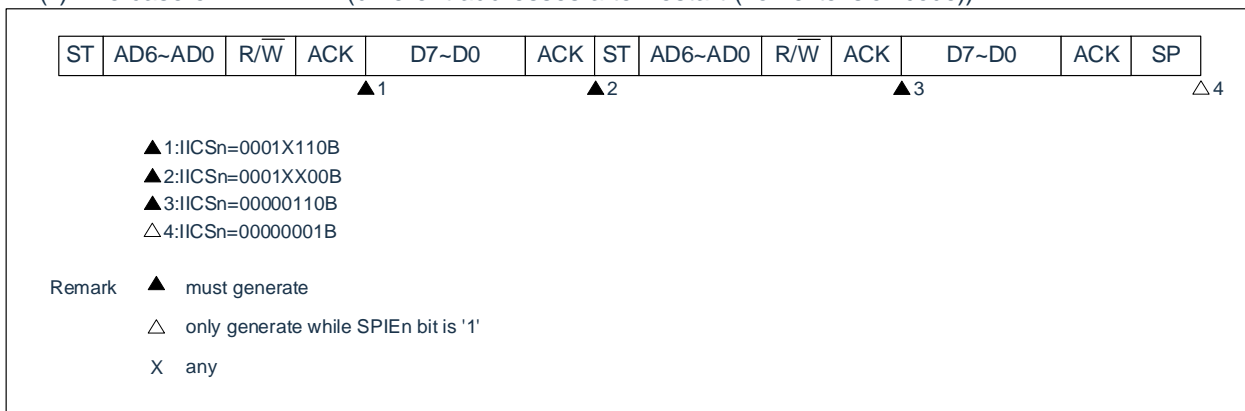 ST AD6~AD0 R/W̅ ACK D7~D0 ACK ST AD6~AD0 R/W̅ ACK D7~D0 ACK SP
▲1 ▲2 ▲3 △4
▲1:IICSn=0001X110B
▲2:IICSn=0001XX00B
▲3:IICSn=00000110B
△4:IICSn=00000001B
Remark ▲ must generate
△ only generate while SPIEn bit is '1'
X any